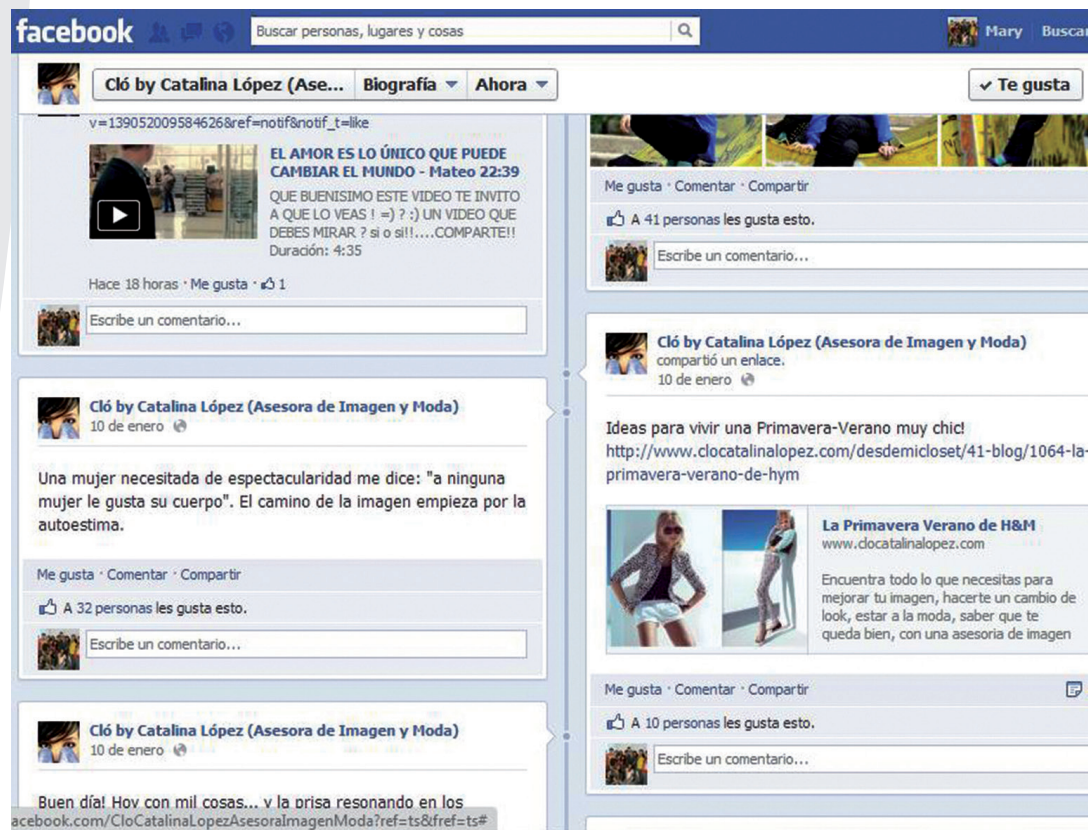 facebook
Buscar personas, lugares y cosas
Mary Buscar
Cló by Catalina López (Ase... Biografía Ahora
Te gusta
v=139052009584626&ref=notif&notif_t=like
EL AMOR ES LO ÚNICO QUE PUEDE
CAMBIAR EL MUNDO - Mateo 22:39
QUE BUENISIMO ESTE VIDEO TE INVITO
A QUE LO VEAS ! =) ? :) UN VIDEO QUE
DEBES MIRAR ? si o si!!....COMPARTE!!
Duración: 4:35
Hace 18 horas · Me gusta · 1
Escribe un comentario...
Cló by Catalina López (Asesora de Imagen y Moda)
10 de enero
Una mujer necesitada de espectacularidad me dice: "a ninguna
mujer le gusta su cuerpo". El camino de la imagen empieza por la
autoestima.
Me gusta · Comentar · Compartir
A 32 personas les gusta esto.
Escribe un comentario...
Cló by Catalina López (Asesora de Imagen y Moda)
10 de enero
Buen día! Hoy con mil cosas... y la prisa resonando en los
acebook.com/CloCatalinaLopezAsesoraImagenModa?ref=ts&fref=ts#
Me gusta · Comentar · Compartir
A 41 personas les gusta esto.
Escribe un comentario...
Cló by Catalina López (Asesora de Imagen y Moda)
compartió un enlace.
10 de enero
Ideas para vivir una Primavera-Verano muy chic!
http://www.clocatalinalopez.com/desdemicloset/41-blog/1064-la-
primavera-verano-de-hym
La Primavera Verano de H&M
www.clocatalinalopez.com
Encuentra todo lo que necesitas para
mejorar tu imagen, hacerte un cambio de
look, estar a la moda, saber que te
queda bien, con una asesoria de imagen
Me gusta · Comentar · Compartir
A 10 personas les gusta esto.
Escribe un comentario...